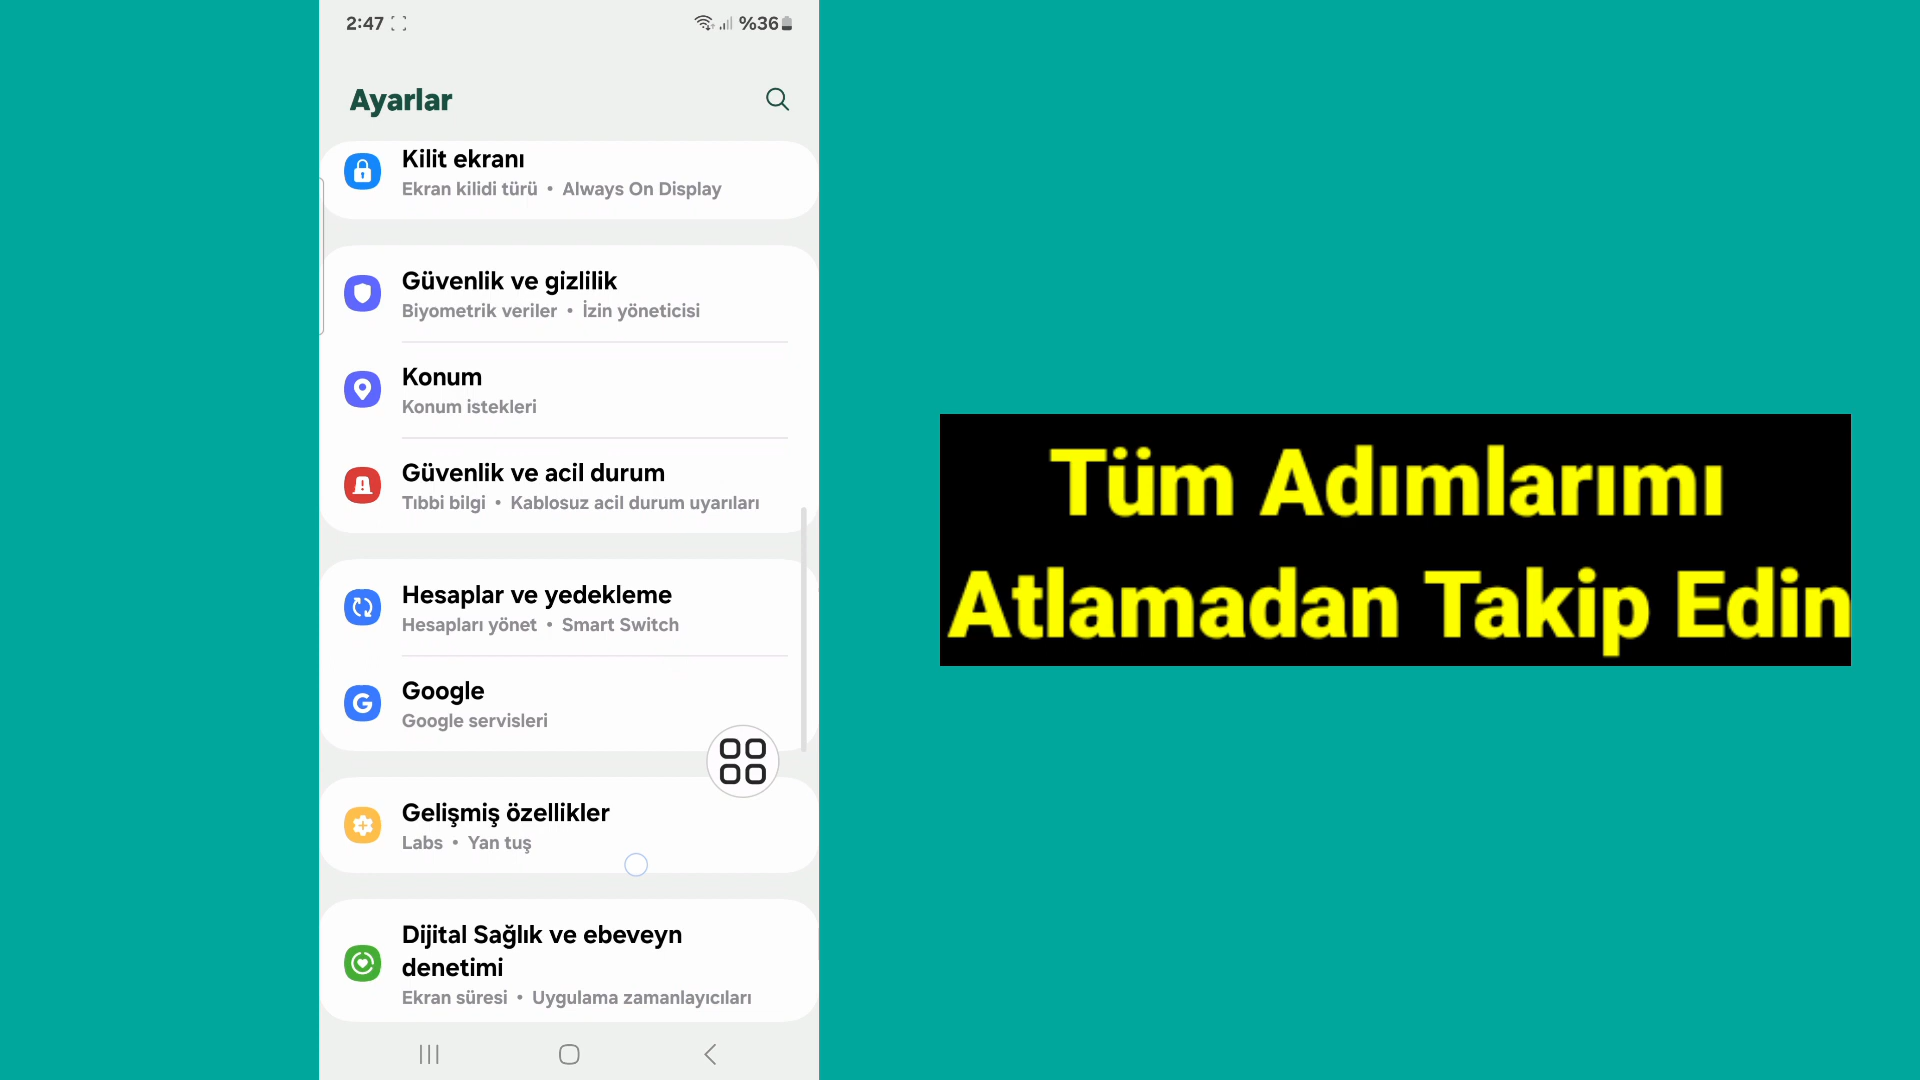 2:47
%36
Ayarlar
Kilit ekranı
Ekran kilidi türü • Always On Display
Güvenlik ve gizlilik
Biyometrik veriler • İzin yöneticisi
Konum
Konum istekleri
Güvenlik ve acil durum
Tıbbi bilgi • Kablosuz acil durum uyarıları
Hesaplar ve yedekleme
Hesapları yönet • Smart Switch
Google
Google servisleri
Gelişmiş özellikler
Labs • Yan tuş
Dijital Sağlık ve ebeveyn
denetimi
Ekran süresi • Uygulama zamanlayıcıları
Tüm Adımlarımı
Atlamadan Takip Edin